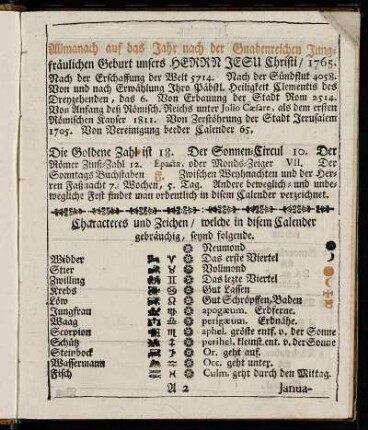 Allmanach auf das Jahr nach der Gnadenreichen Jung-
fräulichen Geburt unsers HERRN JESU Christi / 1765.
Nach der Erschaffung der Welt 5714. Nach der Sündflut 4058.
Von und nach Erwählung Ihro Päbstl. Heiligkeit Clementis des
Dreyzehenden, das 6. Von Erbauung der Stadt Rom 2514.
Von Anfang deß Römisch. Reichs unter Julio Cæsare, als dem ersten
Römischen Kayser 1811. Von Zerstöhrung der Stadt Jerusalem
1705. Von Vereinigung beeder Calender 65.
Die Goldene Zahl ist 18. Der Sonnen-Circul 10. Der
Römer Zinß-Zahl 12. Epactæ oder Monds-Zeiger VII. Der
Sonntags Buchstaben Zwischen Weyhnachten und der Her-
ren Faßnacht 7. Wochen, 5. Tag. Andere beweglich- und unbe-
wegliche Fest findet man ordentlich in disem Calender verzeichnet.
Characteres und Zeichen / welche in disem Calender
gebräuchig / seynd folgende.
Neumond ●
Widder ♈ Das erste Viertel ☽
Stier ♉ Vollmond
Zwilling ♊ Das letzte Viertel
Krebs ♋ Gut Lassen
Löw ♌ Gut Schröpffen, Baden
Jungfrau ♍ apogæum. Erdferne.
Waag ♎ perigæum. Erdnähe.
Scorpion ♏ aphel. gröste entf. v. der Sonne
Schütz ♐ perihel. kleinst. ent. v. der Sonne
Steinbock ♑ Or. geht auf.
Wassermann ♒ Occ. geht unter.
Fisch ♓ Culm. geht durch den Mittag.
A 2 Janua-